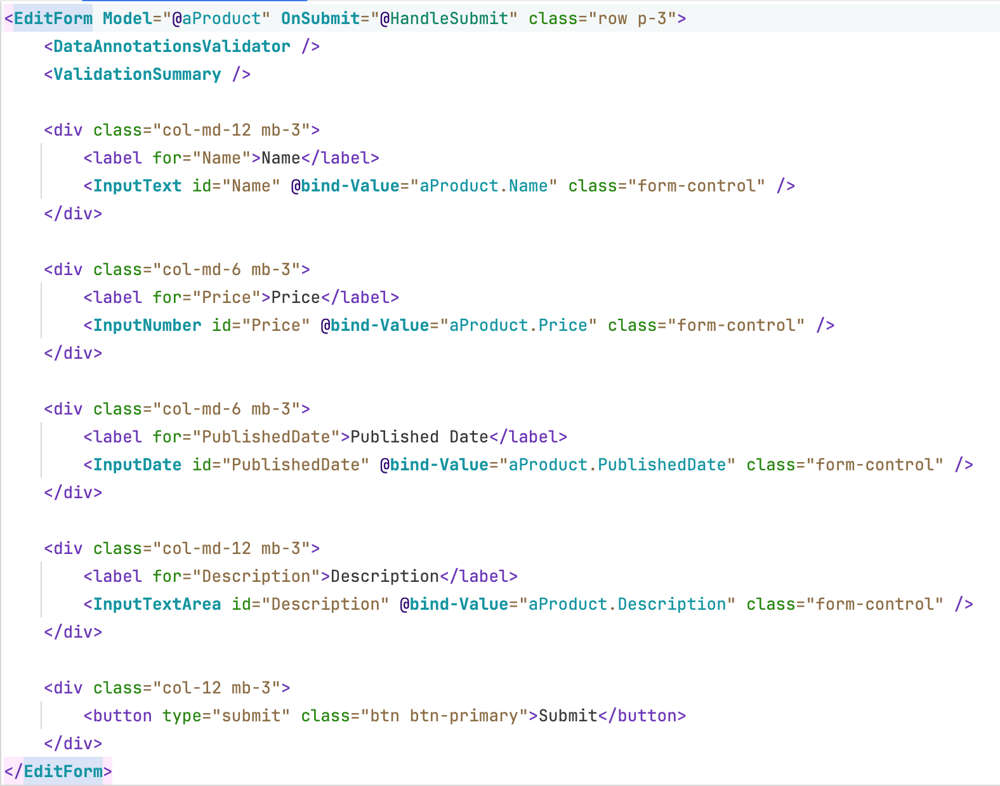 <EditForm Model="@aProduct" OnSubmit="@HandleSubmit" class="row p-3">
    <DataAnnotationsValidator />
    <ValidationSummary />

    <div class="col-md-12 mb-3">
        <label for="Name">Name</label>
        <InputText id="Name" @bind-Value="aProduct.Name" class="form-control" />
    </div>

    <div class="col-md-6 mb-3">
        <label for="Price">Price</label>
        <InputNumber id="Price" @bind-Value="aProduct.Price" class="form-control" />
    </div>

    <div class="col-md-6 mb-3">
        <label for="PublishedDate">Published Date</label>
        <InputDate id="PublishedDate" @bind-Value="aProduct.PublishedDate" class="form-control" />
    </div>

    <div class="col-md-12 mb-3">
        <label for="Description">Description</label>
        <InputTextArea id="Description" @bind-Value="aProduct.Description" class="form-control" />
    </div>

    <div class="col-12 mb-3">
        <button type="submit" class="btn btn-primary">Submit</button>
    </div>
</EditForm>